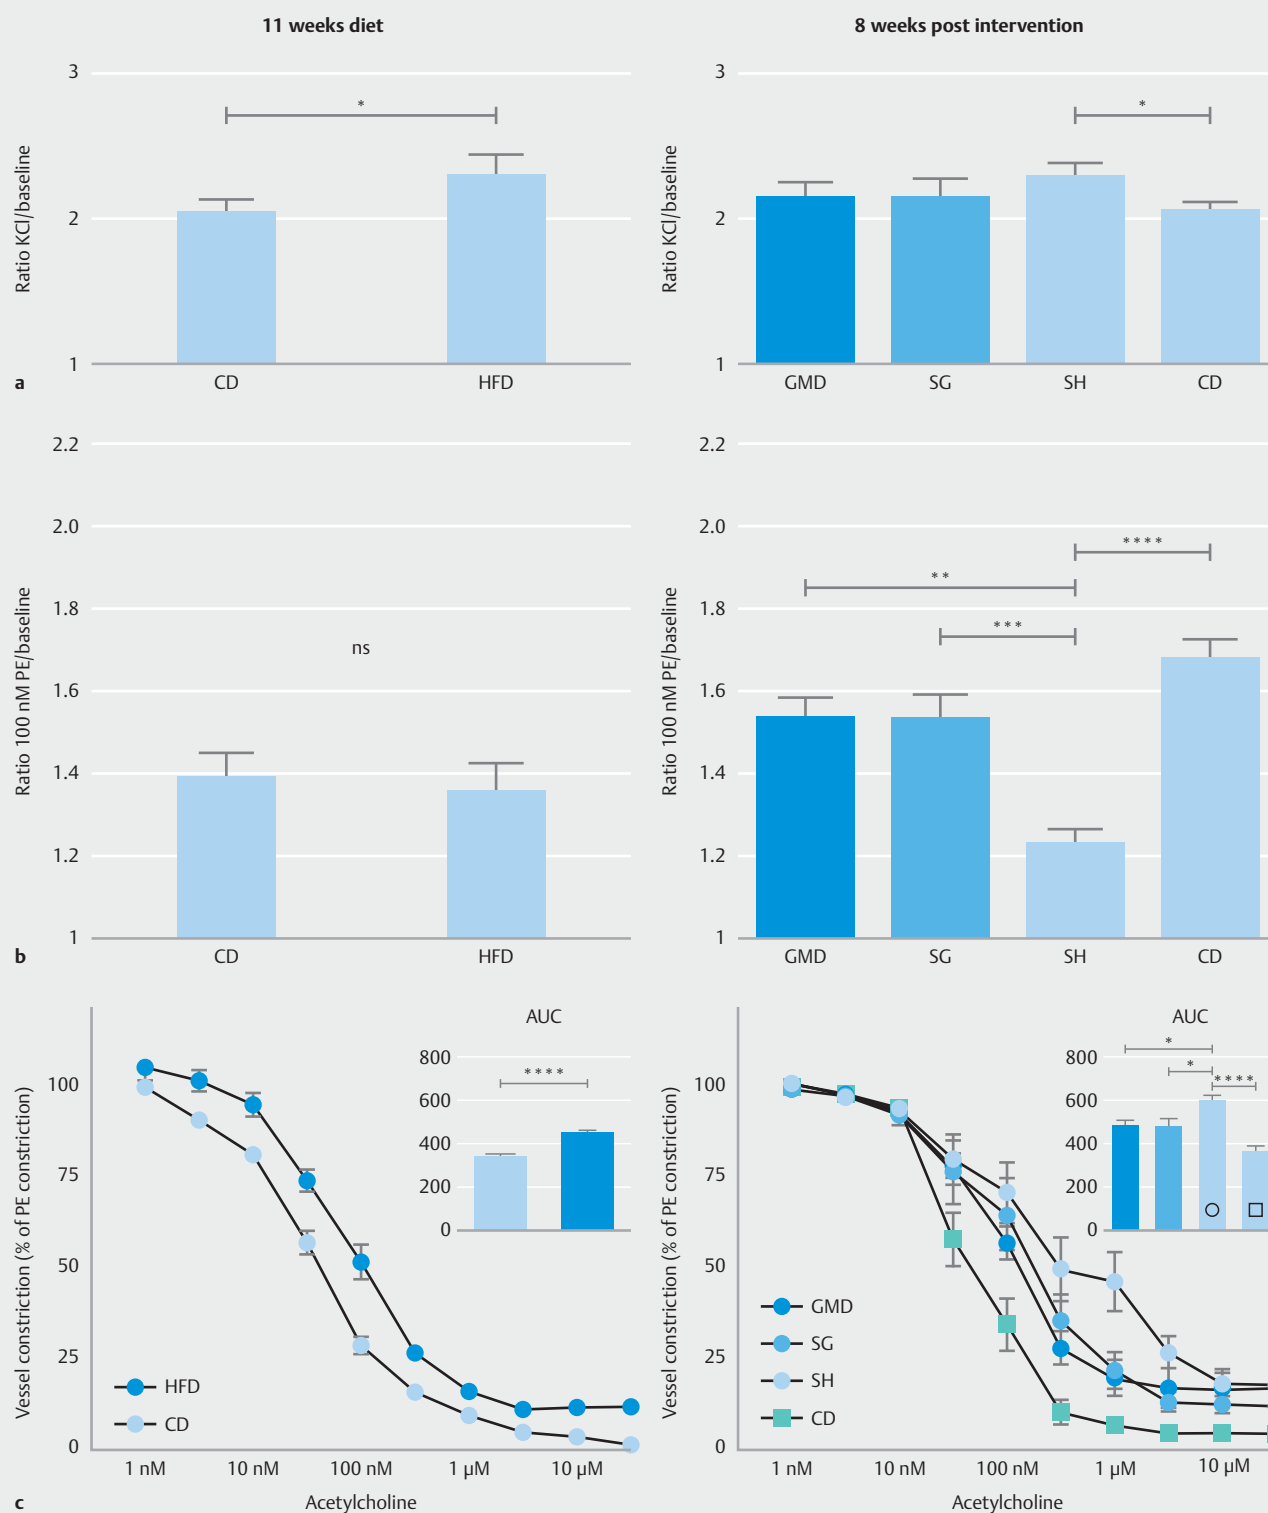 11 weeks diet
8 weeks post intervention
Ratio KCl/baseline
3
2
1
*
CD
HFD
a
Ratio KCl/baseline
3
2
1
*
GMD
SG
SH
CD
Ratio 100 nM PE/baseline
2.2
2.0
1.8
1.6
1.4
1.2
1
ns
CD
HFD
b
Ratio 100 nM PE/baseline
2.2
2.0
1.8
1.6
1.4
1.2
1
****
**
***
GMD
SG
SH
CD
Vessel constriction (% of PE constriction)
100
75
50
25
0
AUC
800
600
400
200
0
****
HFD
CD
1 nM
10 nM
100 nM
1 µM
10 µM
Acetylcholine
c
Vessel constriction (% of PE constriction)
100
75
50
25
0
AUC
800
600
400
200
0
*
*
****
GMD
SG
SH
CD
1 nM
10 nM
100 nM
1 µM
10 µM
Acetylcholine